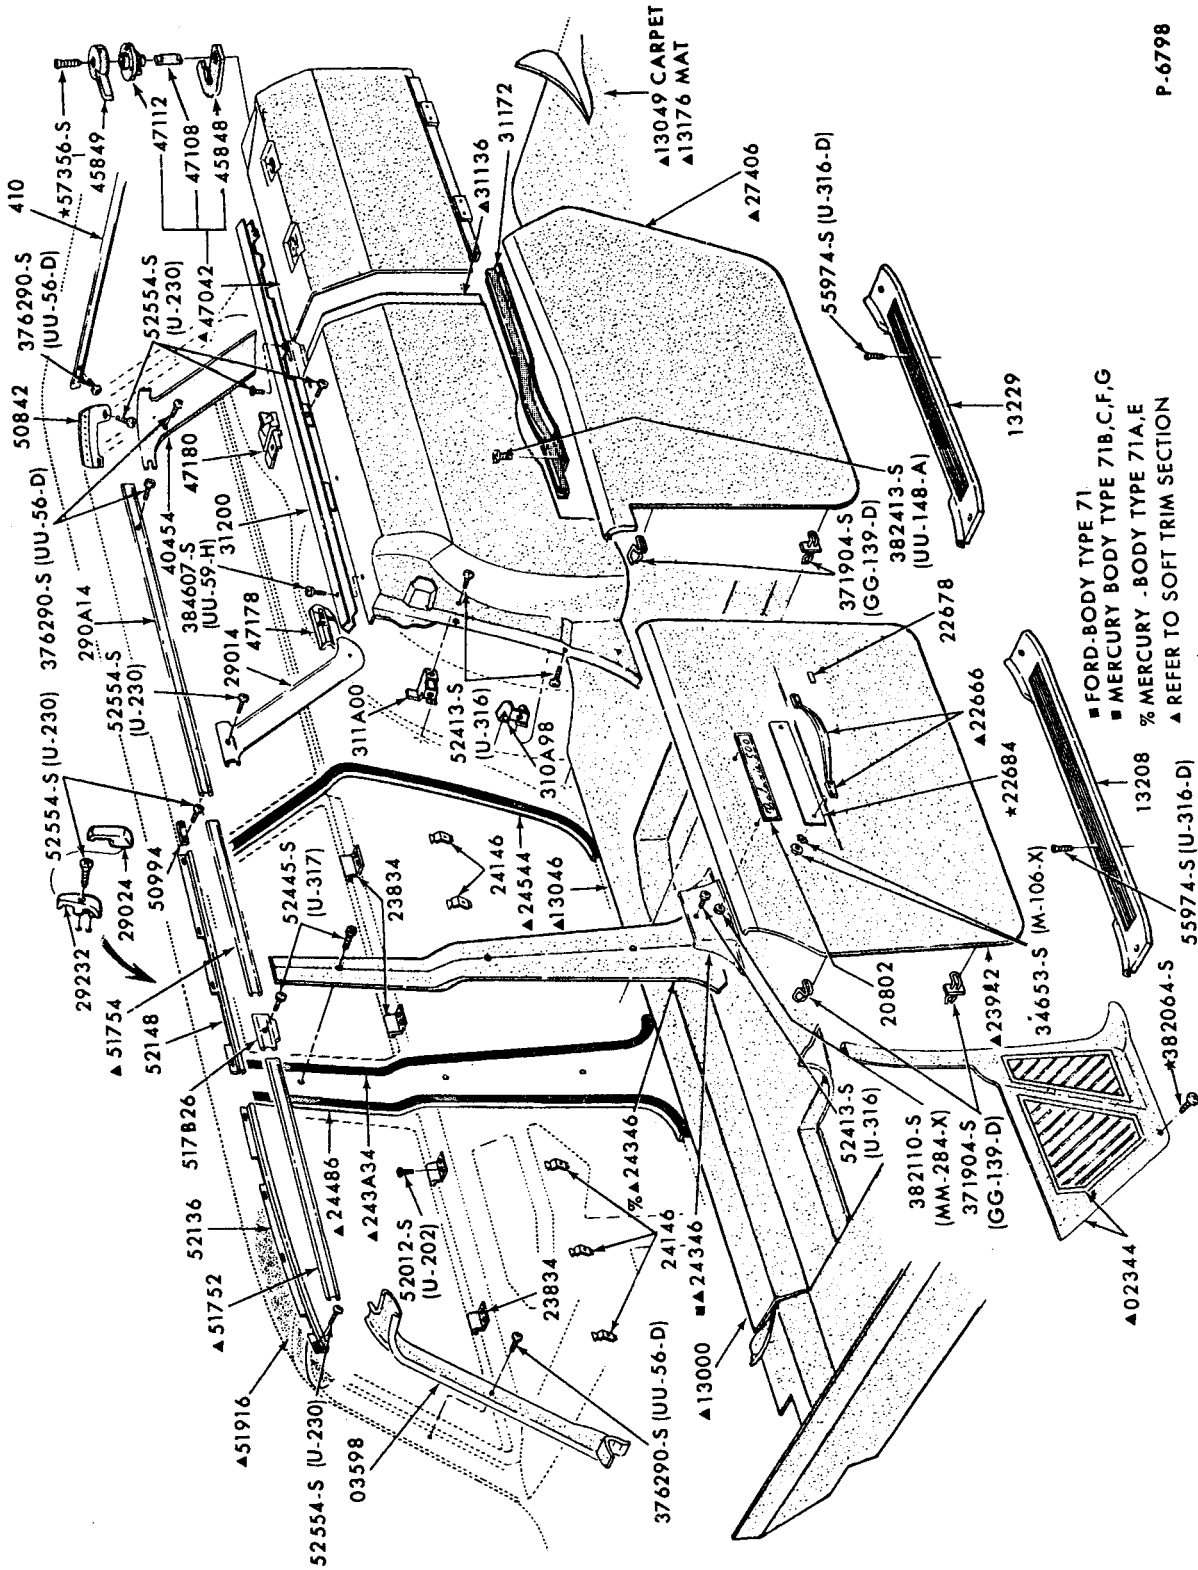 ▲51916
▲51752
52136
517B26
52148
▲51754
29232
29024
50994
52554-S (U-230)
52554-S
(U-230)
290A14
376290-S (UU-56-D)
50842
376290-S
(UU-56-D)
410
★57356-S
45849
47112
47108
45848
52554-S
(U-230)
▲47042
47180
40454
31200
384607-S
(UU-59-H)
47178
29014
311A00
52413-S
(U-316)
310A98
▲31136
31172
▲13049 CARPET
▲13176 MAT
▲27406
55974-S (U-316-D)
13229
382413-S
(UU-148-A)
371904-S
(GG-139-D)
22678
▲22666
★22684
52554-S (U-230)
03598
376290-S (UU-56-D)
▲24486
▲243A34
52012-S
(U-202)
23834
52445-S
(U-317)
23834
24146
▲24544
▲13046
24146
%▲24346
■▲24346
▲13000
52413-S
(U-316)
382110-S
(MM-284-X)
371904-S
(GG-139-D)
20802
▲23942
34653-S (M-106-X)
▲02344
★382064-S
55974-S (U-316-D)
13208
■ FORD-BODY TYPE 71
■ MERCURY BODY TYPE 71B,C,F,G
% MERCURY - BODY TYPE 71A,E
▲ REFER TO SOFT TRIM SECTION
P-6798